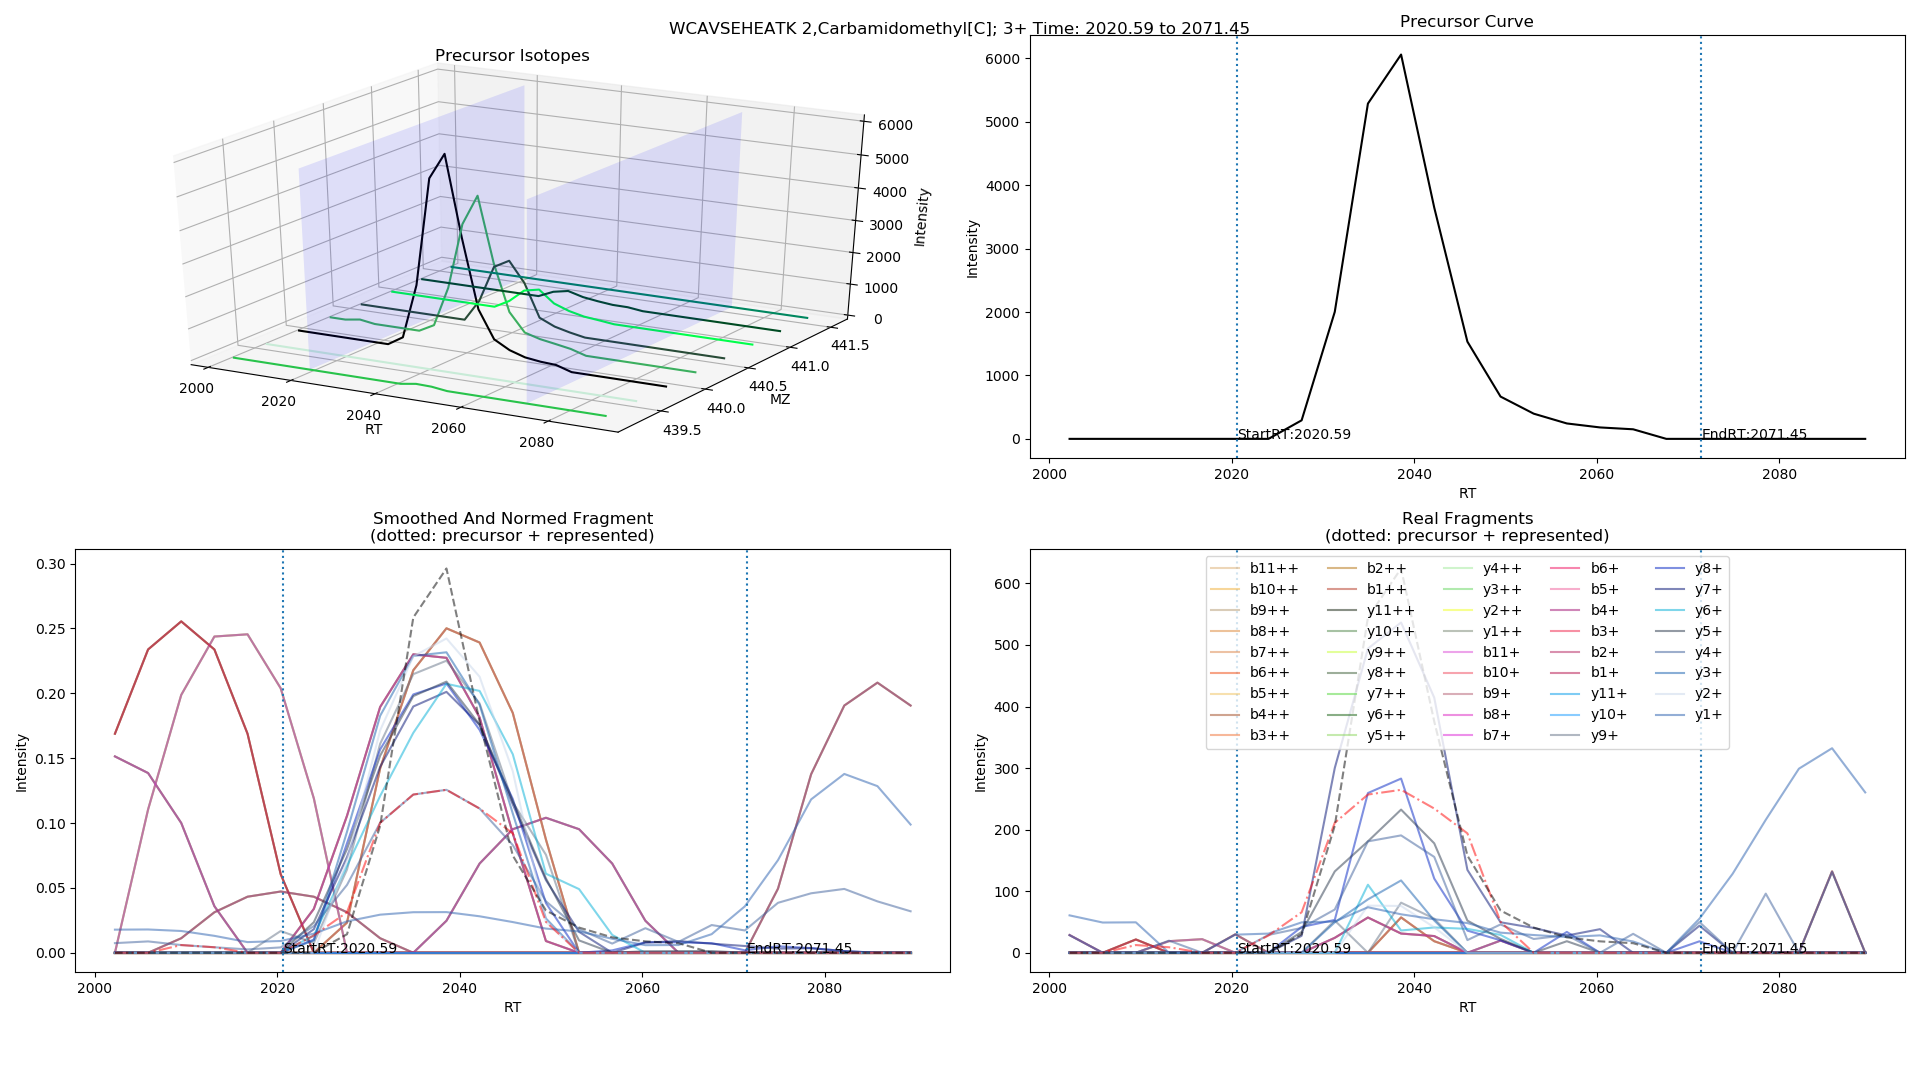 WCAVSEHEATK 2,Carbamidomethyl[C]; 3+ Time: 2020.59 to 2071.45
Precursor Isotopes
6000
5000
4000
3000
2000
1000
0
Intensity
2000
2020
2040
2060
2080
RT
439.5
440.0
440.5
441.0
441.5
MZ
Precursor Curve
6000
5000
4000
3000
2000
1000
0
Intensity
StartRT:2020.59
EndRT:2071.45
2000 2020 2040 2060 2080
RT
Smoothed And Normed Fragment
(dotted: precursor + represented)
0.30
0.25
0.20
0.15
0.10
0.05
0.00
Intensity
StartRT:2020.59
EndRT:2071.45
2000 2020 2040 2060 2080
RT
Real Fragments
(dotted: precursor + represented)
600
500
400
300
200
100
0
Intensity
b11++ b2++ y4++ b6+ y8+
b10++ b1++ y3++ b5+ y7+
b9++ y11++ y2++ b4+ y6+
b8++ y10++ y1++ b3+ y5+
b7++ y9++ b11+ b2+ y4+
b6++ y8++ b10+ b1+ y3+
b5++ y7++ b9+ y11+ y2+
b4++ y6++ b8+ y10+ y1+
b3++ y5++ b7+ y9+
StartRT:2020.59
EndRT:2071.45
2000 2020 2040 2060 2080
RT